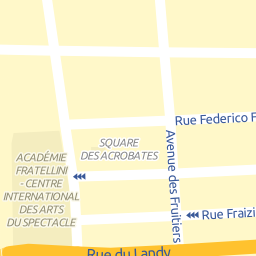 Rue Federico F
SQUARE
DES ACROBATES
Avenue des Fruitiers
ACADÉMIE
FRATELLINI
- CENTRE
INTERNATIONAL
DES ARTS
DU SPECTACLE
Rue Fraizi
Rue du Landy